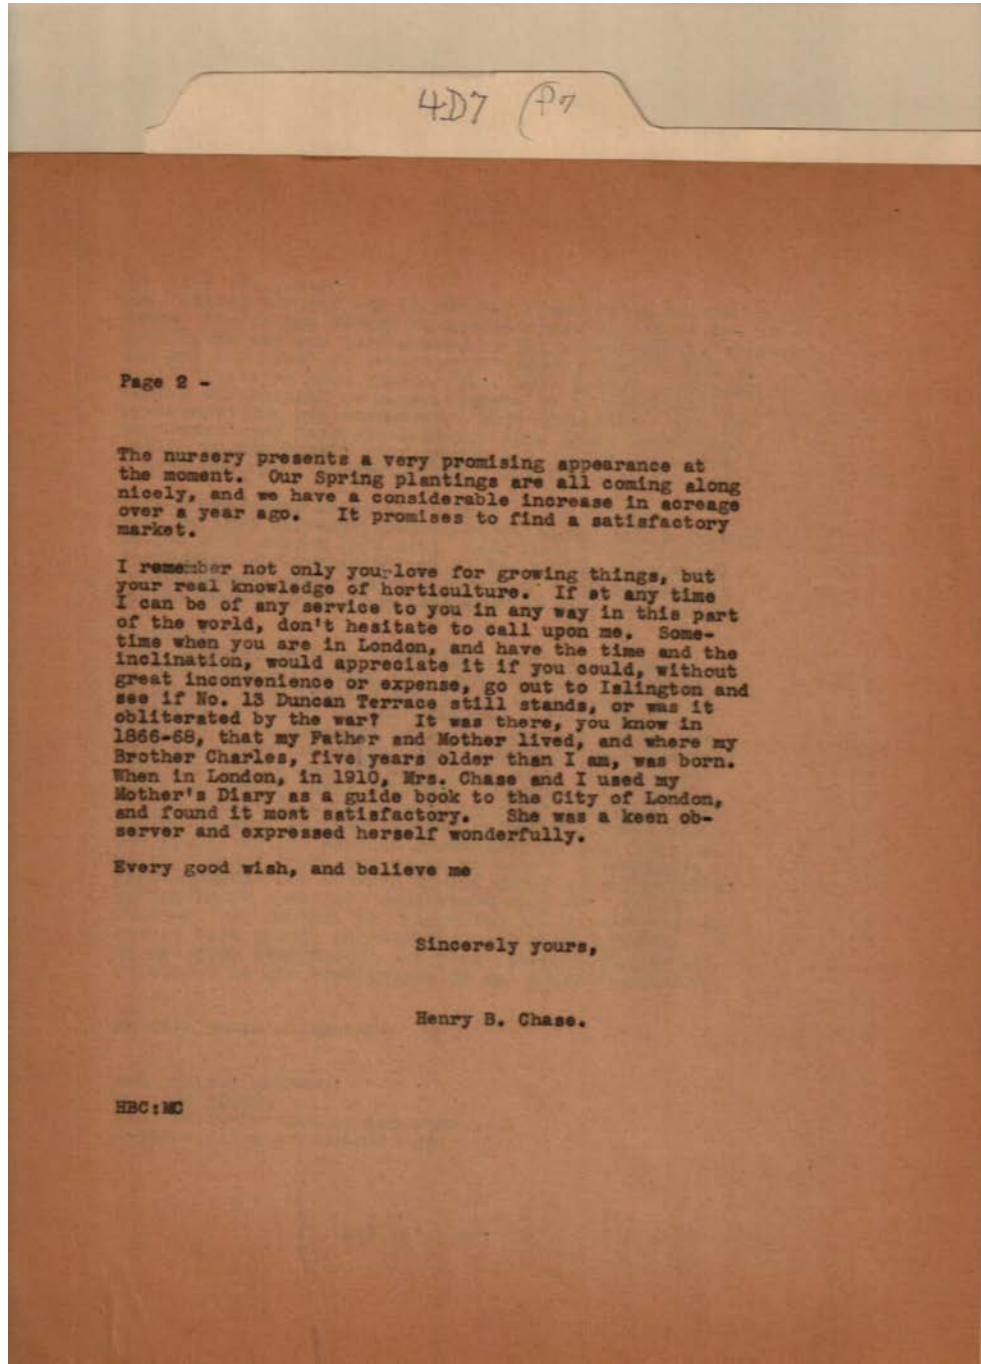 4D7 (P7
Page 2 -
The nursery presents a very promising appearance at
the moment. Our Spring plantings are all coming along
nicely, and we have a considerable increase in acreage
over a year ago. It promises to find a satisfactory
market.
I remember not only your love for growing things, but
your real knowledge of horticulture. If at any time
I can be of any service to you in any way in this part
of the world, don't hesitate to call upon me. Some-
time when you are in London, and have the time and the
inclination, would appreciate it if you could, without
great inconvenience or expense, go out to Islington and
see if No. 13 Duncan Terrace still stands, or was it
obliterated by the war? It was there, you know in
1866-68, that my Father and Mother lived, and where my
Brother Charles, five years older than I am, was born.
When in London, in 1910, Mrs. Chase and I used my
Mother's Diary as a guide book to the City of London,
and found it most satisfactory. She was a keen ob-
server and expressed herself wonderfully.
Every good wish, and believe me
Sincerely yours,
Henry B. Chase.
HBC:MC